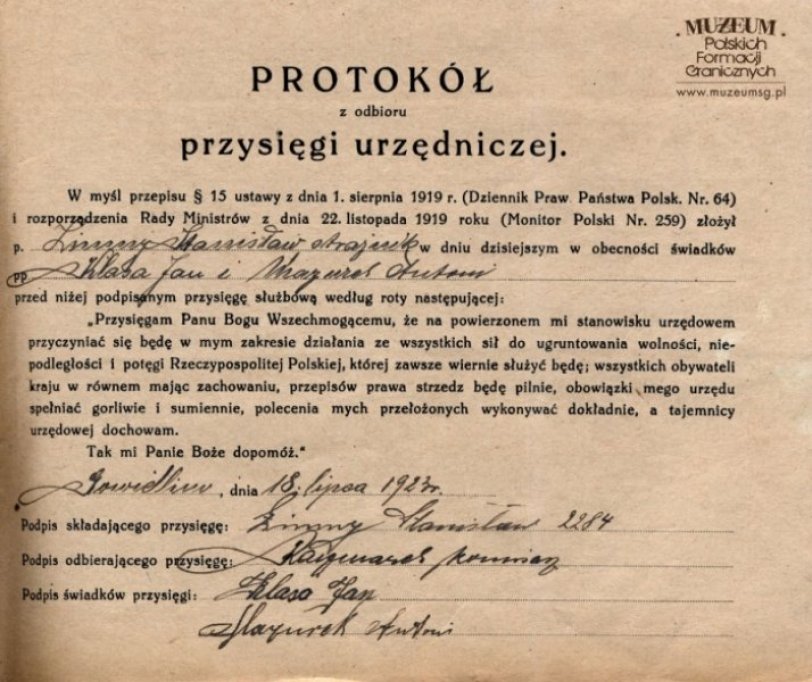 MUZEUM
Polskich
Formacji
Granicznych
www.muzeumsg.pl
PROTOKÓŁ
z odbioru
przysięgi urzędniczej.
W myśl przepisu § 15 ustawy z dnia 1. sierpnia 1919 r. (Dziennik Praw. Państwa Polsk. Nr. 64)
i rozporządzenia Rady Ministrów z dnia 22. listopada 1919 roku (Monitor Polski Nr. 259) złożył
p. Zimny Stanisław strażnik w dniu dzisiejszym w obecności świadków
pp Klasa Jan i Mazurek Antoni
przed niżej podpisanym przysięgę służbową według roty następującej:
„Przysięgam Panu Bogu Wszechmogącemu, że na powierzonem mi stanowisku urzędowem
przyczyniać się będę w mym zakresie działania ze wszystkich sił do ugruntowania wolności, nie-
podległości i potęgi Rzeczypospolitej Polskiej, której zawsze wiernie służyć będę; wszystkich obywateli
kraju w równem mając zachowaniu, przepisów prawa strzedz będę pilnie, obowiązki mego urzędu
spełniać gorliwie i sumiennie, polecenia mych przełożonych wykonywać dokładnie, a tajemnicy
urzędowej dochowam.
Tak mi Panie Boże dopomóż."
Gowidlino, dnia 18. lipca 1923r.
Podpis składającego przysięgę: Zimny Stanisław 2284
Podpis odbierającego przysięgę: Kaczmarek
Podpis świadków przysięgi: Klasa Jan
Mazurek Antoni